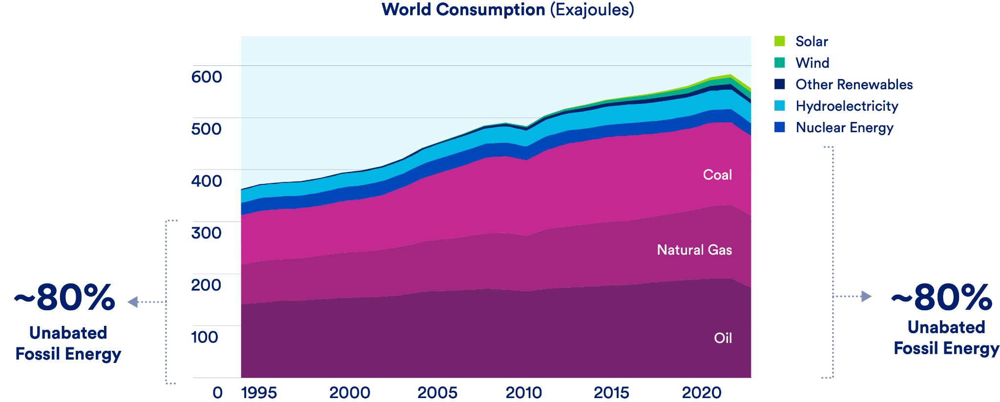 World Consumption (Exajoules)
Solar
Wind
Other Renewables
Hydroelectricity
Nuclear Energy
600
500
400
300
200
100
0
Coal
Natural Gas
Oil
1995 2000 2005 2010 2015 2020
~80%
Unabated
Fossil Energy
~80%
Unabated
Fossil Energy